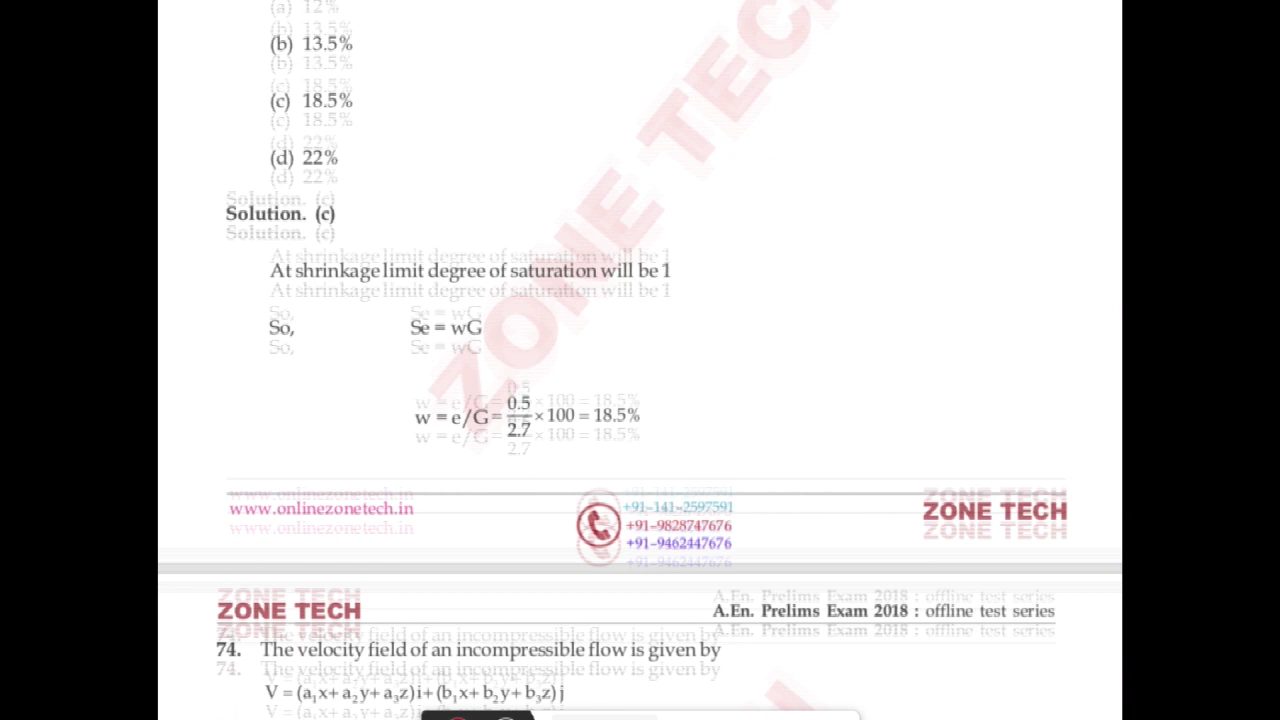 (a) 12%
(b) 13.5%
(c) 18.5%
(d) 22%
Solution. (c)
At shrinkage limit degree of saturation will be 1
So, Se = wG
w = e/G = 0.5/2.7 × 100 = 18.5%
www.onlinezonetech.in
+91-141-2597591
+91-9828747676
+91-9462447676
ZONE TECH
ZONE TECH
ZONE TECH
A.En. Prelims Exam 2018 : offline test series
74. The velocity field of an incompressible flow is given by
V = (a₁x+ a₂y+ a₃z)i+ (b₁x+ b₂y+ b₃z) j